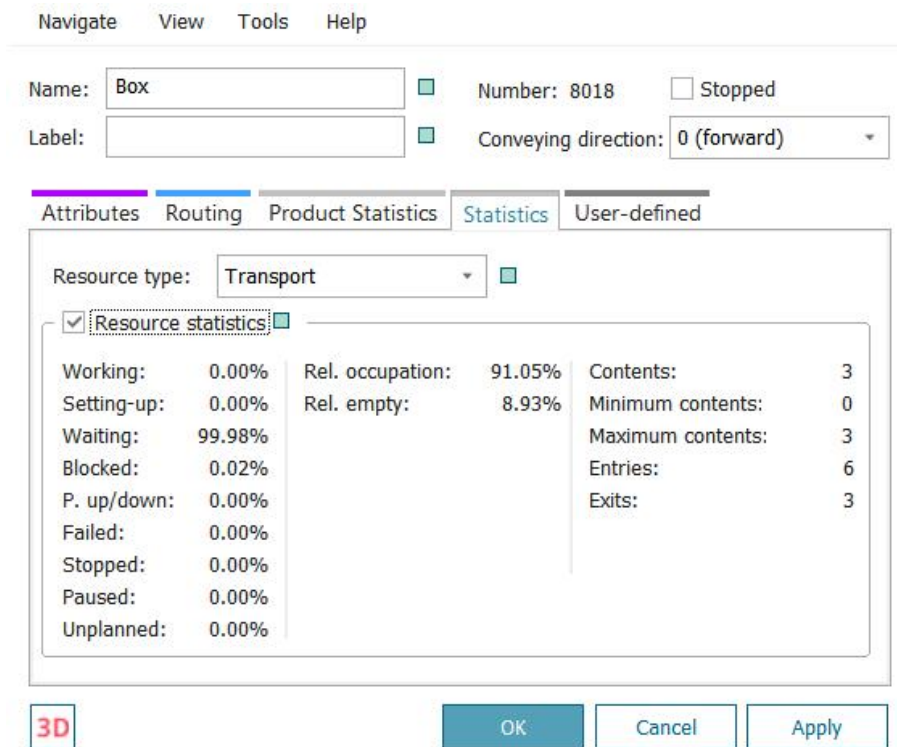 Navigate View Tools Help
Name: Box Number: 8018 Stopped
Label: Conveying direction: 0 (forward)
Attributes Routing Product Statistics Statistics User-defined
Resource type: Transport
Resource statistics
Working: 0.00% Rel. occupation: 91.05% Contents: 3
Setting-up: 0.00% Rel. empty: 8.93% Minimum contents: 0
Waiting: 99.98% Maximum contents: 3
Blocked: 0.02% Entries: 6
P. up/down: 0.00% Exits: 3
Failed: 0.00%
Stopped: 0.00%
Paused: 0.00%
Unplanned: 0.00%
3D OK Cancel Apply